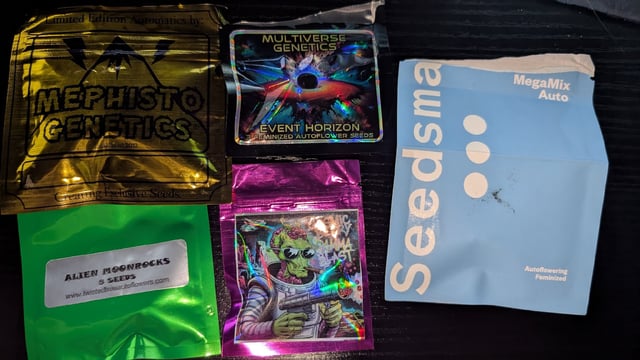 Limited Edition Automatics by:
MEPHISTO
GENETICS
Creating Exclusive Seeds
MULTIVERSE
GENETICS
EVENT HORIZON
FEMINIZED AUTOFLOWER SEEDS
Seedsma
MegaMix
Auto
Autoflowering
Feminized
ALIEN MOONROCKS
5 SEEDS